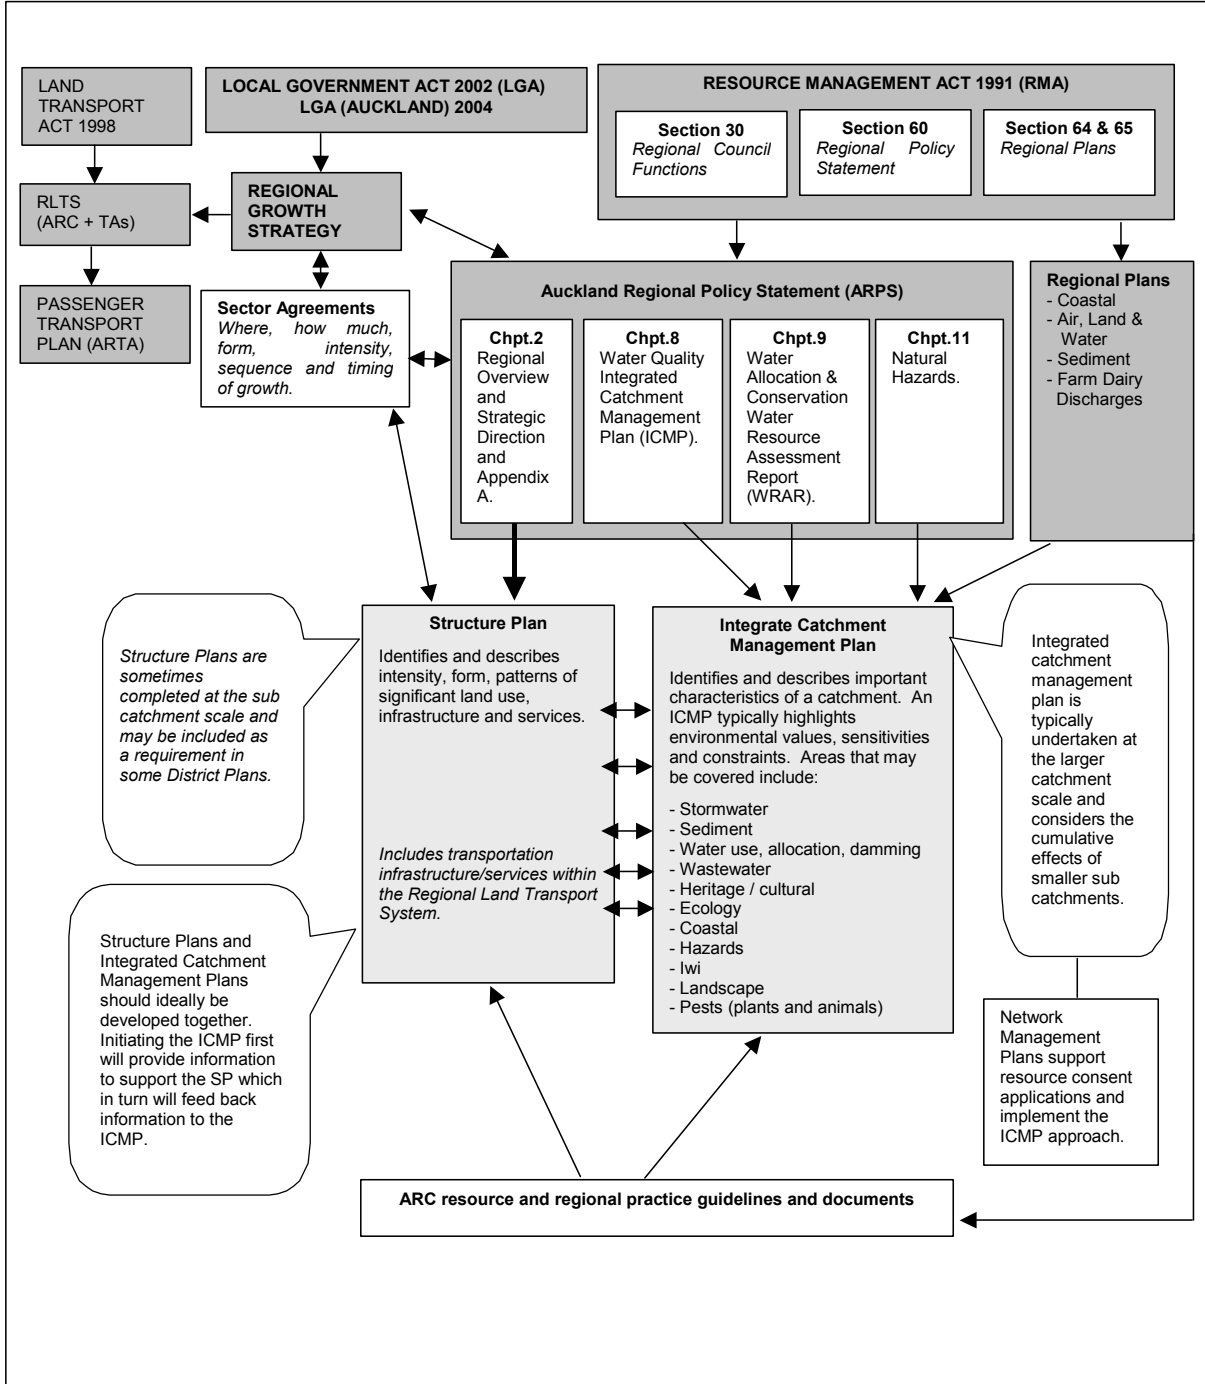 LAND
TRANSPORT
ACT 1998
LOCAL GOVERNMENT ACT 2002 (LGA)
LGA (AUCKLAND) 2004
RESOURCE MANAGEMENT ACT 1991 (RMA)
Section 30
Regional Council
Functions
Section 60
Regional Policy
Statement
Section 64 & 65
Regional Plans
RLTS
(ARC + TAs)
REGIONAL
GROWTH
STRATEGY
PASSENGER
TRANSPORT
PLAN (ARTA)
Sector Agreements
Where, how much,
form, intensity,
sequence and timing
of growth.
Auckland Regional Policy Statement (ARPS)
Chpt.2
Regional
Overview
and
Strategic
Direction
and
Appendix
A.
Chpt.8
Water Quality
Integrated
Catchment
Management
Plan (ICMP).
Chpt.9
Water
Allocation &
Conservation
Water
Resource
Assessment
Report
(WRAR).
Chpt.11
Natural
Hazards.
Regional Plans
- Coastal
- Air, Land &
Water
- Sediment
- Farm Dairy
Discharges
Structure Plans are
sometimes
completed at the sub
catchment scale and
may be included as
a requirement in
some District Plans.
Structure Plan
Identifies and describes
intensity, form, patterns of
significant land use,
infrastructure and services.
Includes transportation
infrastructure/services within
the Regional Land Transport
System.
Integrate Catchment
Management Plan
Identifies and describes important
characteristics of a catchment. An
ICMP typically highlights
environmental values, sensitivities
and constraints. Areas that may
be covered include:
- Stormwater
- Sediment
- Water use, allocation, damming
- Wastewater
- Heritage / cultural
- Ecology
- Coastal
- Hazards
- Iwi
- Landscape
- Pests (plants and animals)
Integrated
catchment
management
plan is
typically
undertaken at
the larger
catchment
scale and
considers the
cumulative
effects of
smaller sub
catchments.
Structure Plans and
Integrated Catchment
Management Plans
should ideally be
developed together.
Initiating the ICMP first
will provide information
to support the SP which
in turn will feed back
information to the
ICMP.
Network
Management
Plans support
resource consent
applications and
implement the
ICMP approach.
ARC resource and regional practice guidelines and documents